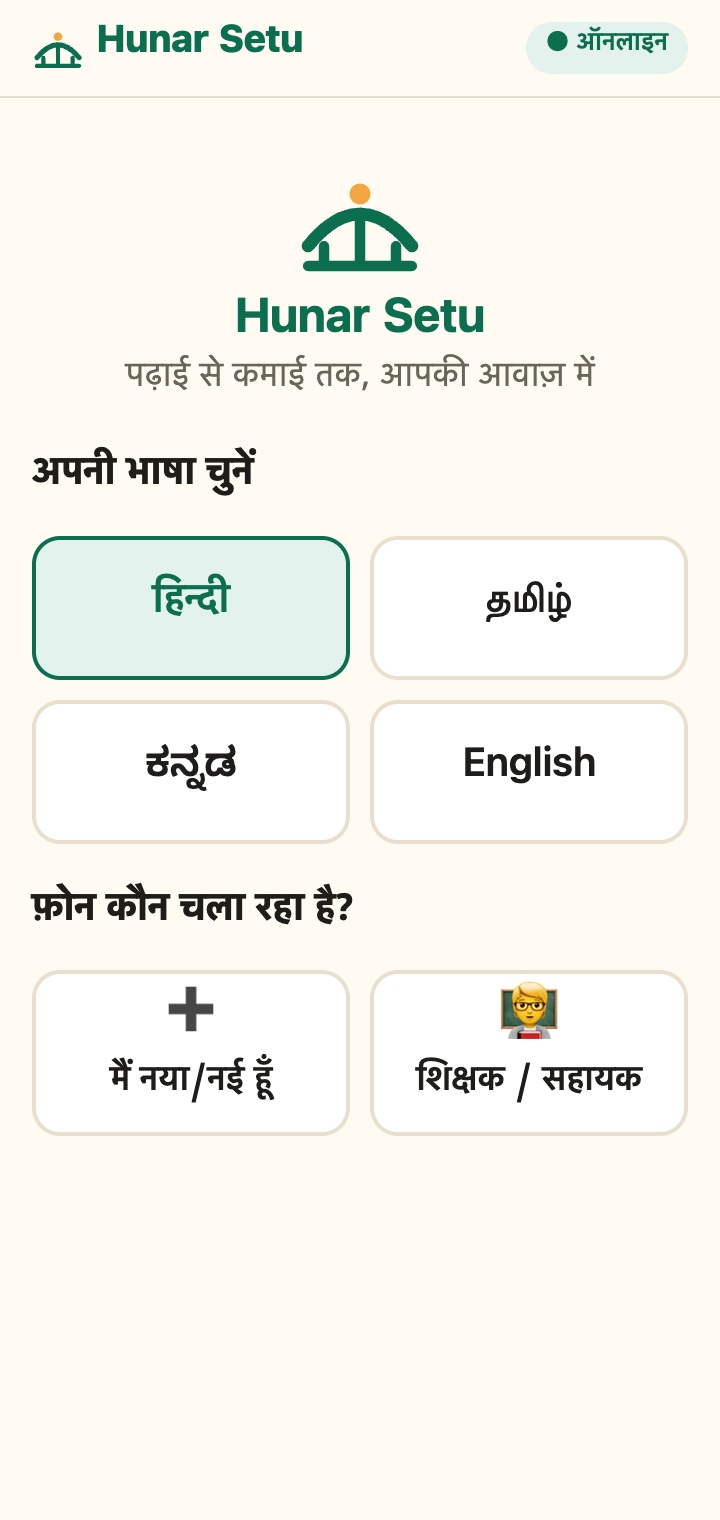 Hunar Setu
ऑनलाइन
Hunar Setu
पढ़ाई से कमाई तक, आपकी आवाज़ में
अपनी भाषा चुनें
हिन्दी
தமிழ்
ಕನ್ನಡ
English
फ़ोन कौन चला रहा है?
मैं नया/नई हूँ
शिक्षक / सहायक